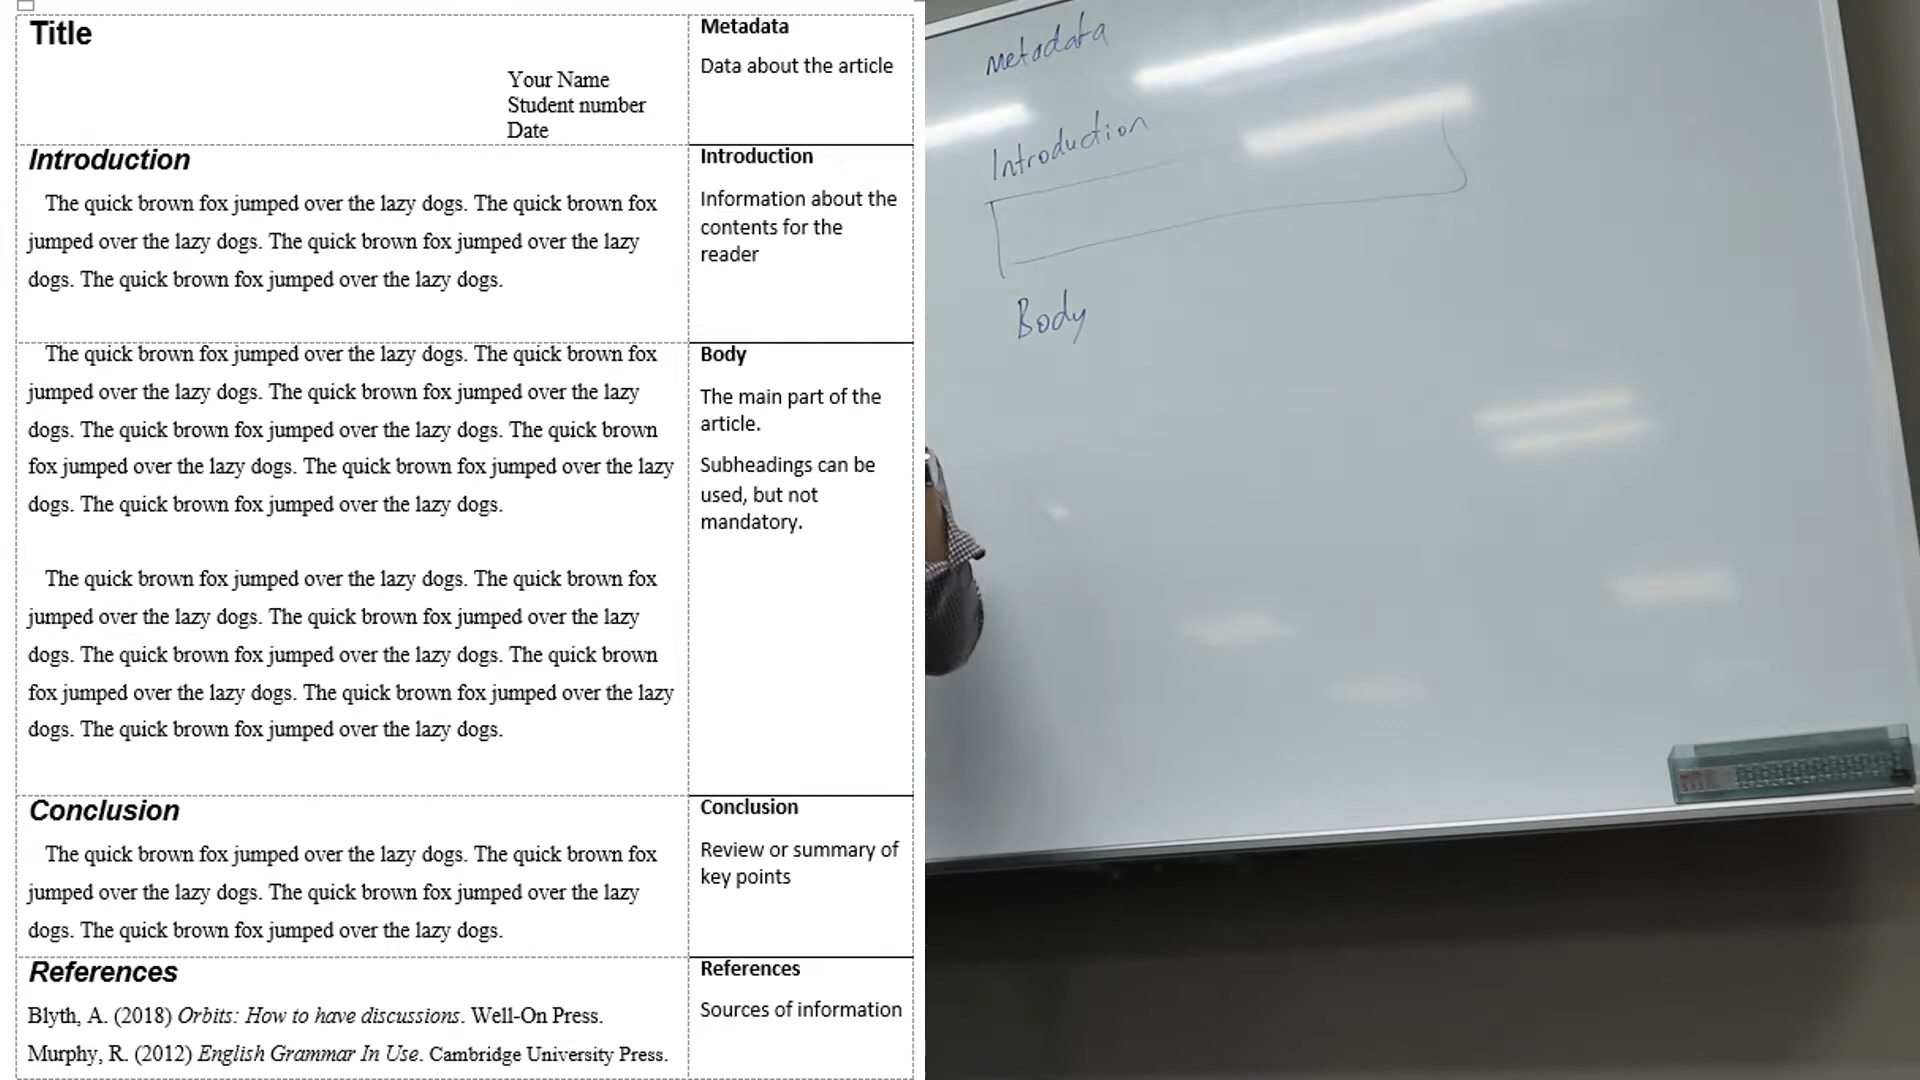 Title
Your Name
Student number
Date
Metadata
Data about the article
Introduction
The quick brown fox jumped over the lazy dogs. The quick brown fox
jumped over the lazy dogs. The quick brown fox jumped over the lazy
dogs. The quick brown fox jumped over the lazy dogs.
Introduction
Information about the
contents for the
reader
The quick brown fox jumped over the lazy dogs. The quick brown fox
jumped over the lazy dogs. The quick brown fox jumped over the lazy
dogs. The quick brown fox jumped over the lazy dogs. The quick brown
fox jumped over the lazy dogs. The quick brown fox jumped over the lazy
dogs. The quick brown fox jumped over the lazy dogs.
The quick brown fox jumped over the lazy dogs. The quick brown fox
jumped over the lazy dogs. The quick brown fox jumped over the lazy
dogs. The quick brown fox jumped over the lazy dogs. The quick brown
fox jumped over the lazy dogs. The quick brown fox jumped over the lazy
dogs. The quick brown fox jumped over the lazy dogs.
Body
The main part of the
article.
Subheadings can be
used, but not
mandatory.
Conclusion
The quick brown fox jumped over the lazy dogs. The quick brown fox
jumped over the lazy dogs. The quick brown fox jumped over the lazy
dogs. The quick brown fox jumped over the lazy dogs.
Conclusion
Review or summary of
key points
References
Blyth, A. (2018) Orbits: How to have discussions. Well-On Press.
Murphy, R. (2012) English Grammar In Use. Cambridge University Press.
References
Sources of information
Metadata
Introduction
Body